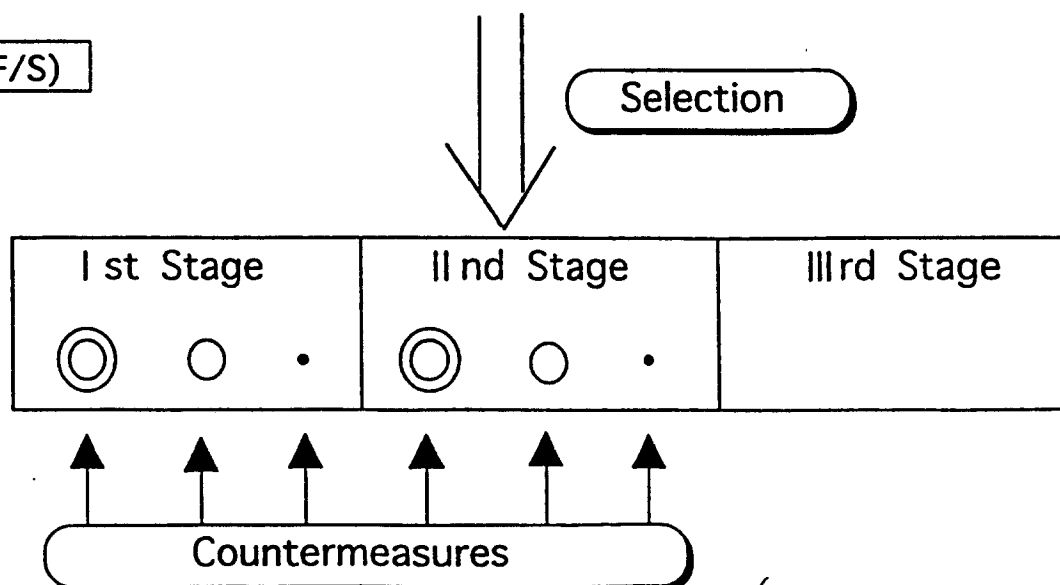 F/S)
Selection
I st Stage
II nd Stage
III rd Stage
Countermeasures